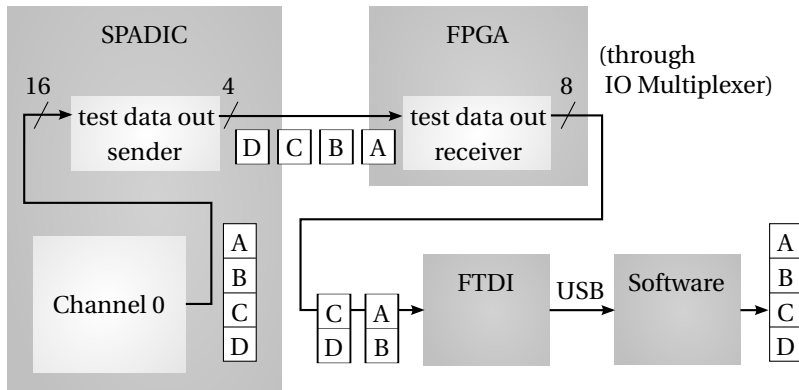 SPADIC
FPGA
(through
IO Multiplexer)
16
4
8
test data out
sender
test data out
receiver
D C B A
Channel 0
A
B
C
D
C
D
A
B
FTDI
USB
Software
A
B
C
D